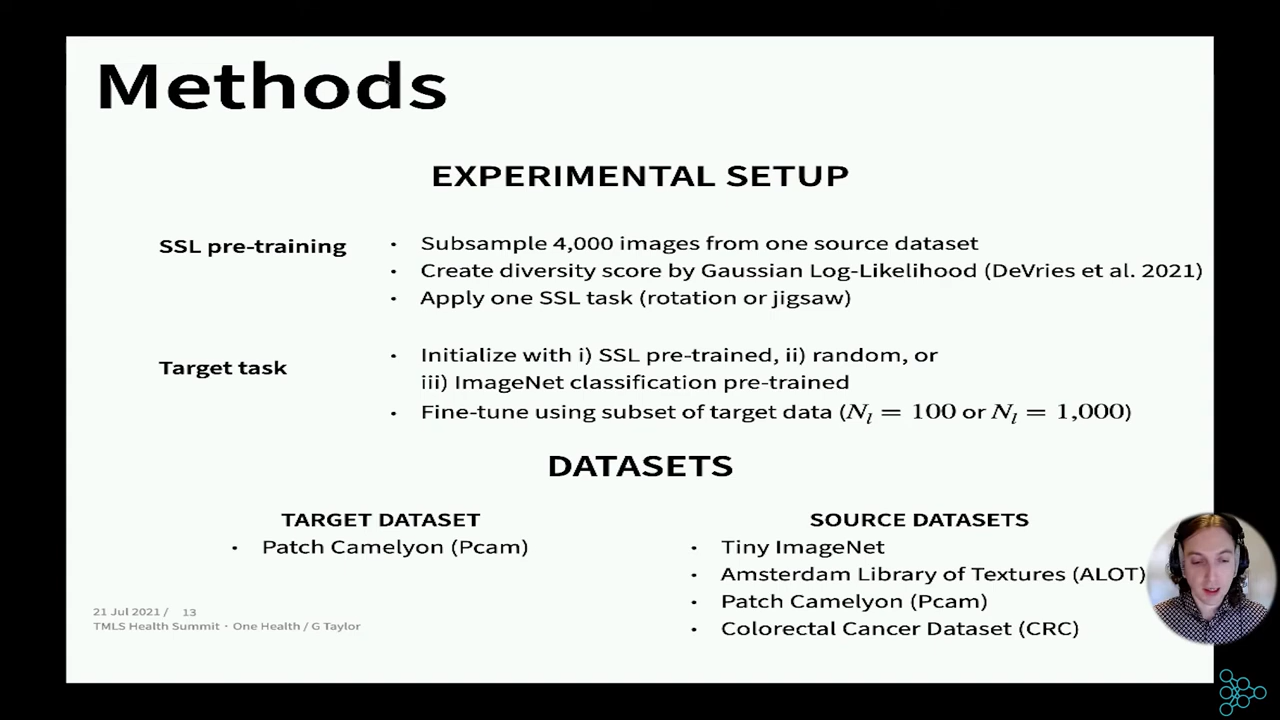 Methods
EXPERIMENTAL SETUP
SSL pre-training
• Subsample 4,000 images from one source dataset
• Create diversity score by Gaussian Log-Likelihood (DeVries et al. 2021)
• Apply one SSL task (rotation or jigsaw)
Target task
• Initialize with i) SSL pre-trained, ii) random, or
iii) ImageNet classification pre-trained
• Fine-tune using subset of target data (N_l = 100 or N_l = 1,000)
DATASETS
TARGET DATASET
• Patch Camelyon (Pcam)
SOURCE DATASETS
• Tiny ImageNet
• Amsterdam Library of Textures (ALOT)
• Patch Camelyon (Pcam)
• Colorectal Cancer Dataset (CRC)
21 Jul 2021 / 13
TMLS Health Summit · One Health / G Taylor